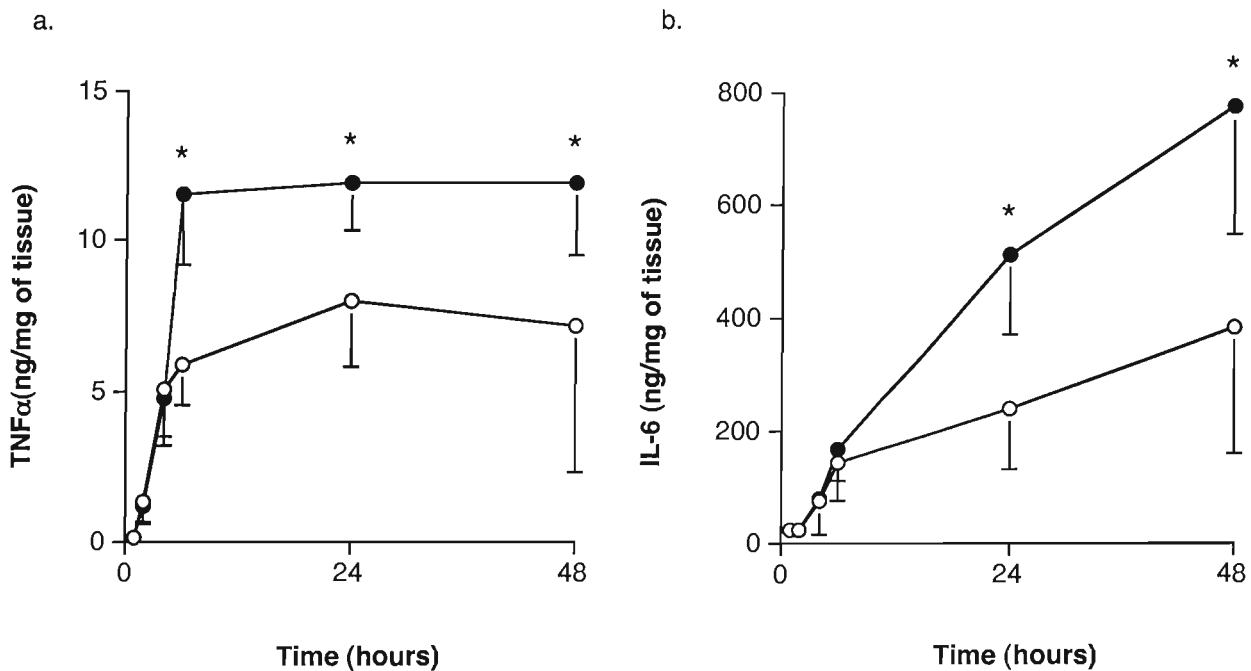 a.
15
10
5
0
0
24
48
* * *
TNFα(ng/mg of tissue)
Time (hours)
b.
800
600
400
200
0
0
24
48
* *
IL-6 (ng/mg of tissue)
Time (hours)